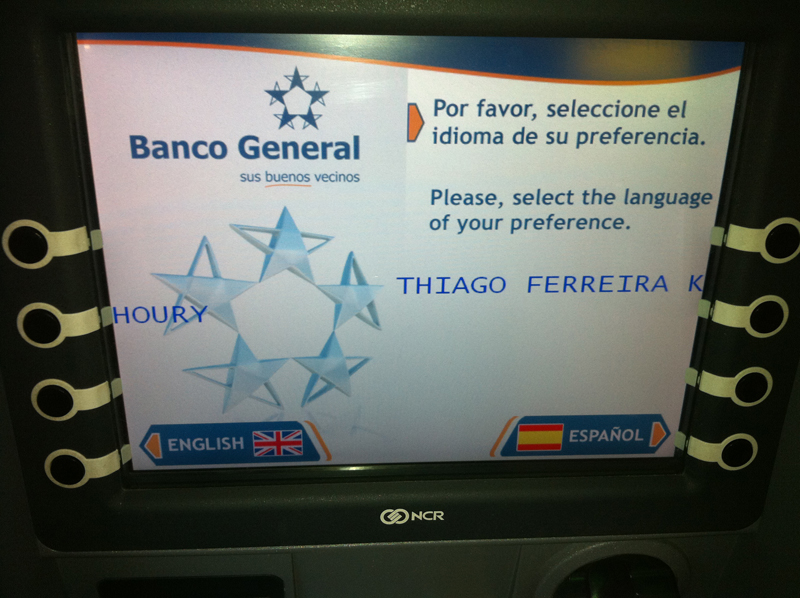 Banco General
sus buenos vecinos
Por favor, seleccione el
idioma de su preferencia.
Please, select the language
of your preference.
THIAGO FERREIRA K
HOURY
ENGLISH
ESPAÑOL
NCR